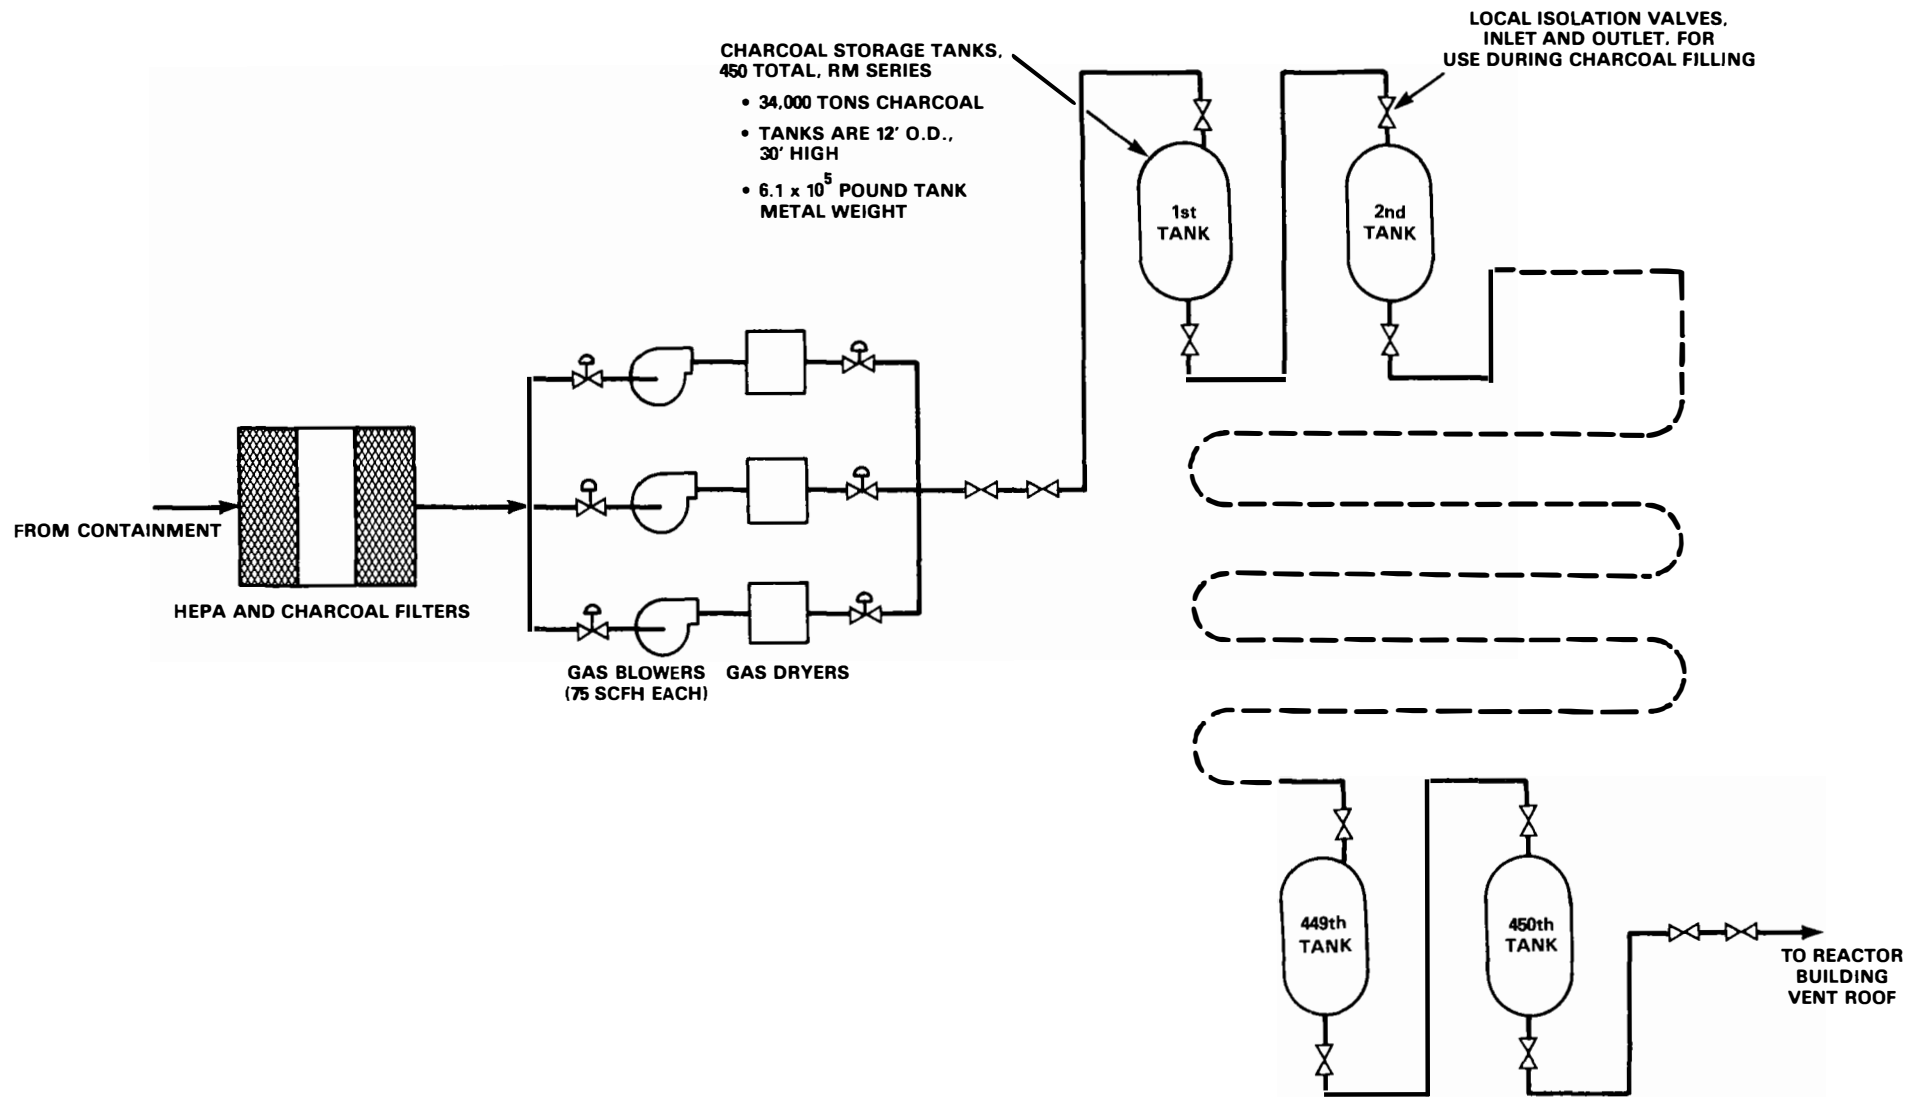 CHARCOAL STORAGE TANKS,
450 TOTAL, RM SERIES
• 34,000 TONS CHARCOAL
• TANKS ARE 12' O.D.,
30' HIGH
• 6.1 x 10⁵ POUND TANK
METAL WEIGHT
LOCAL ISOLATION VALVES,
INLET AND OUTLET, FOR
USE DURING CHARCOAL FILLING
1st
TANK
2nd
TANK
FROM CONTAINMENT
HEPA AND CHARCOAL FILTERS
GAS BLOWERS
(75 SCFH EACH)
GAS DRYERS
449th
TANK
450th
TANK
TO REACTOR
BUILDING
VENT ROOF